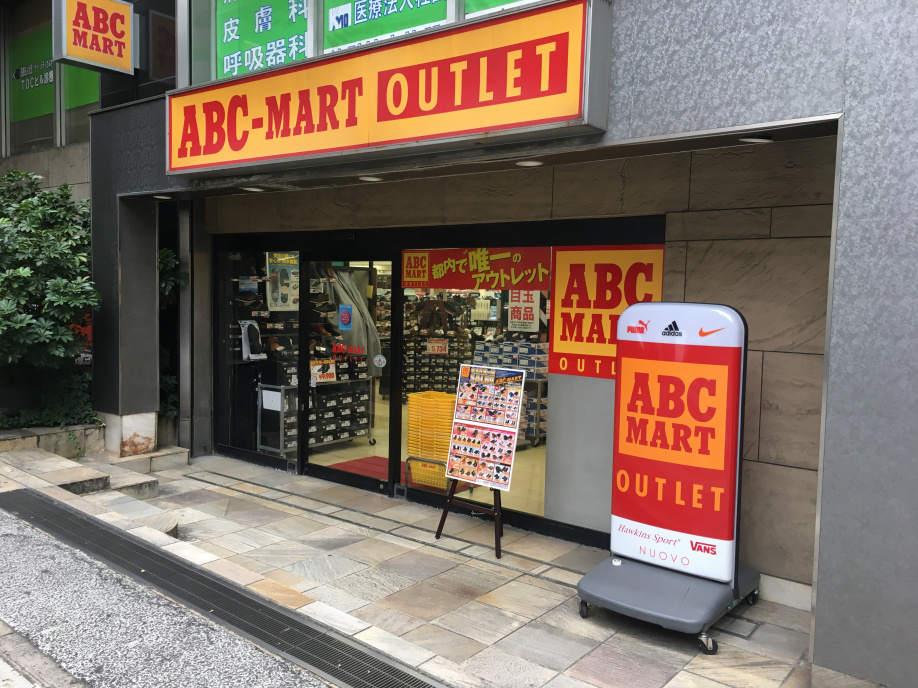 ABC
MART
皮膚科
呼吸器科
医療法人社団
ABC-MART OUTLET
ABC
MART
OUTLET
都内で唯一の
アウトレット
目玉
商品
ABC
MART
OUTLET
PUMA
adidas
ABC
MART
OUTLET
Hawkins Sport
NUOVO
VANS